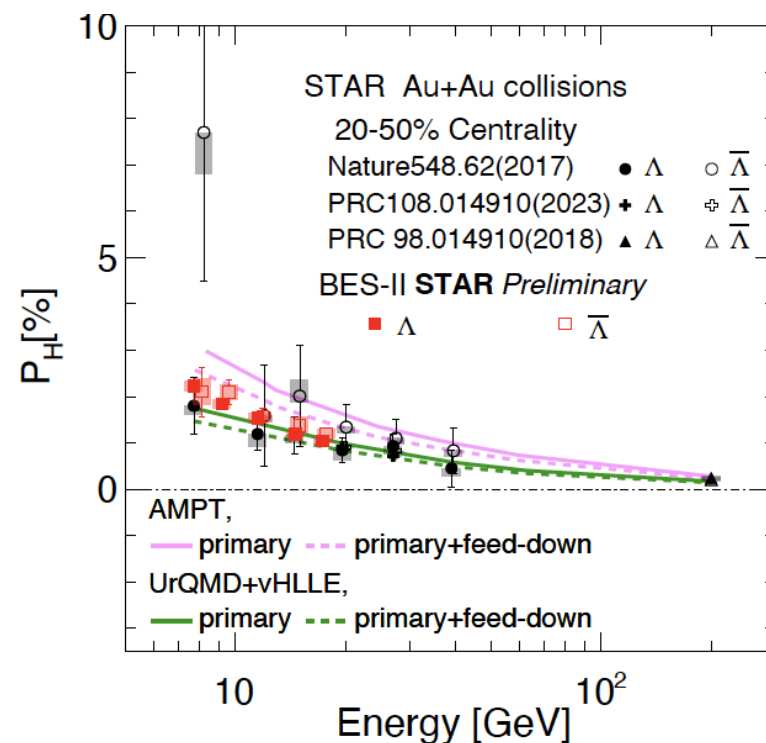 10
5
0
P_H[%]
STAR Au+Au collisions
20-50% Centrality
Nature548.62(2017) Λ Λ̅
PRC108.014910(2023) Λ Λ̅
PRC 98.014910(2018) Λ Λ̅
BES-II STAR Preliminary
Λ Λ̅
AMPT,
primary primary+feed-down
UrQMD+vHLLE,
primary primary+feed-down
10 10²
Energy [GeV]